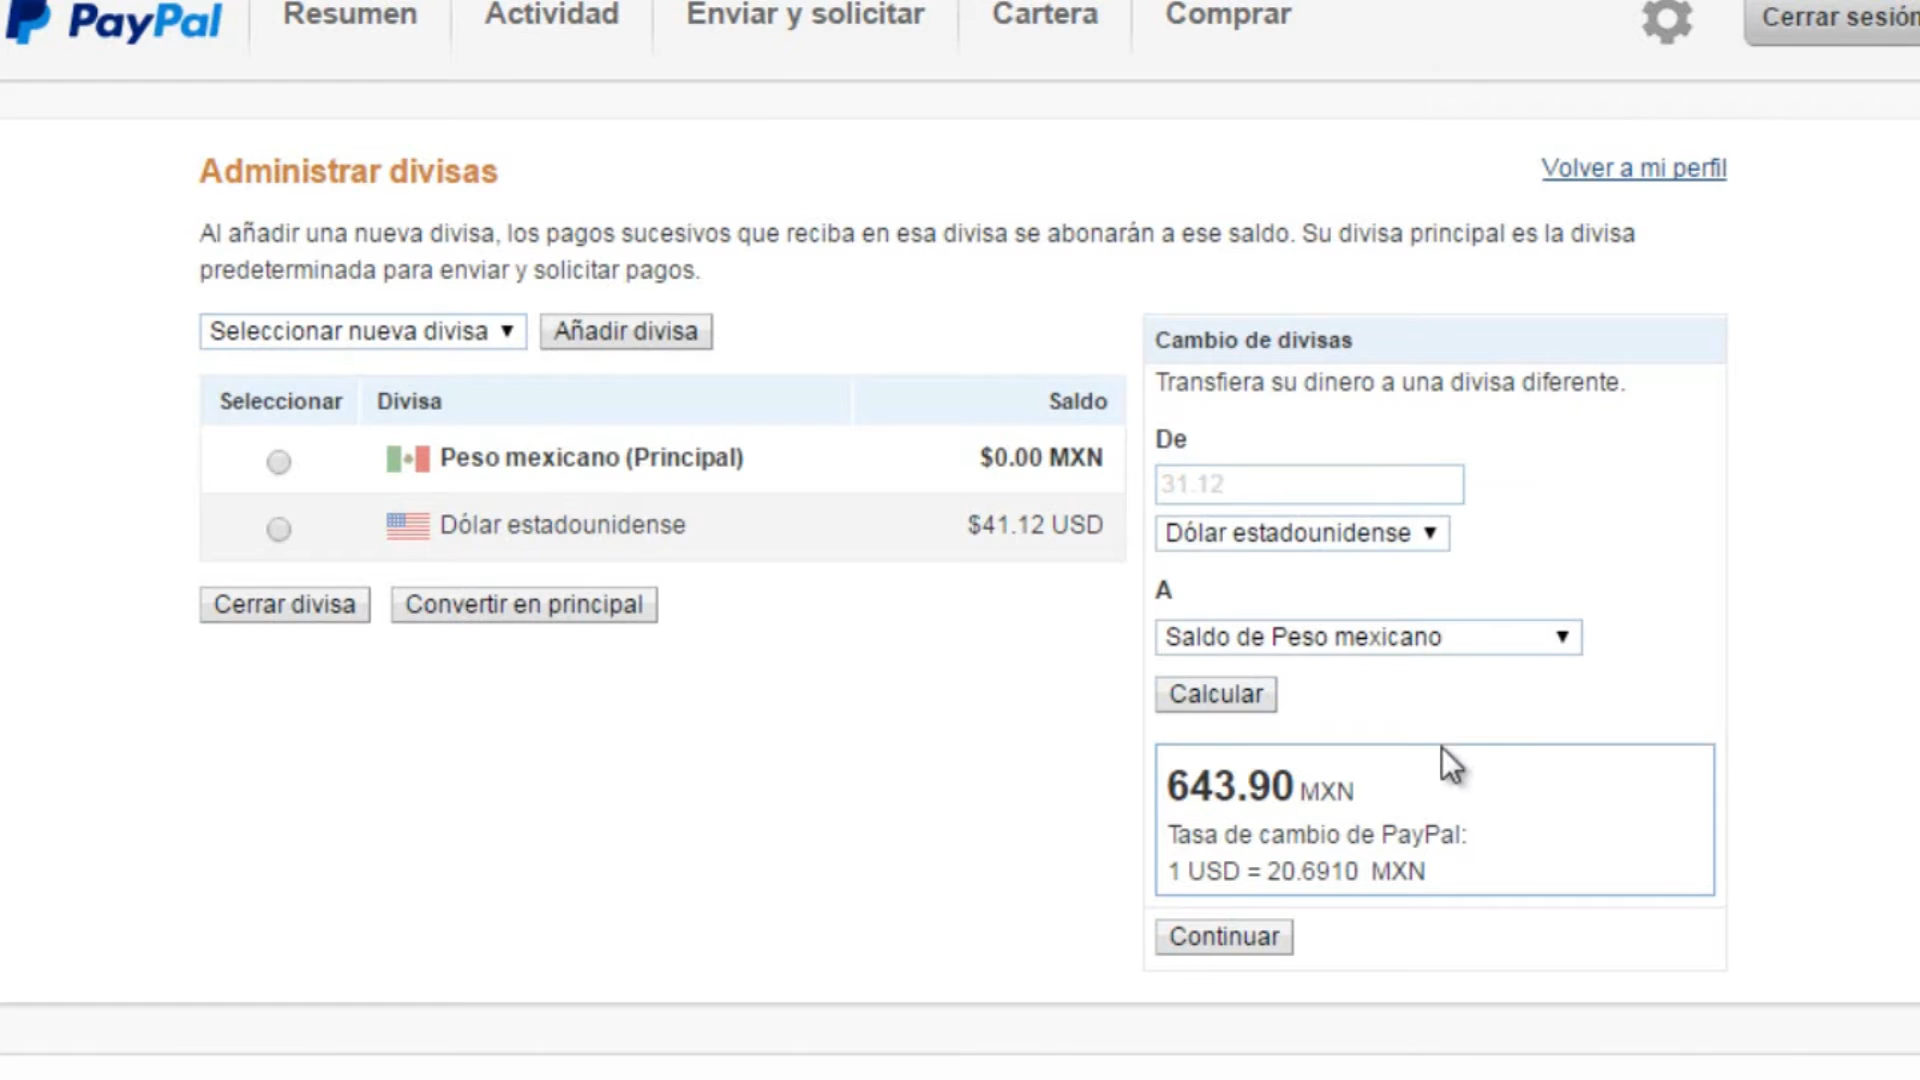 PayPal
Resumen
Actividad
Enviar y solicitar
Cartera
Comprar
Cerrar sesión
Administrar divisas
Volver a mi perfil
Al añadir una nueva divisa, los pagos sucesivos que reciba en esa divisa se abonarán a ese saldo. Su divisa principal es la divisa
predeterminada para enviar y solicitar pagos.
Seleccionar nueva divisa
Añadir divisa
Seleccionar Divisa Saldo
Peso mexicano (Principal) $0.00 MXN
Dólar estadounidense $41.12 USD
Cerrar divisa
Convertir en principal
Cambio de divisas
Transfiera su dinero a una divisa diferente.
De
31.12
Dólar estadounidense
A
Saldo de Peso mexicano
Calcular
643.90 MXN
Tasa de cambio de PayPal:
1 USD = 20.6910 MXN
Continuar